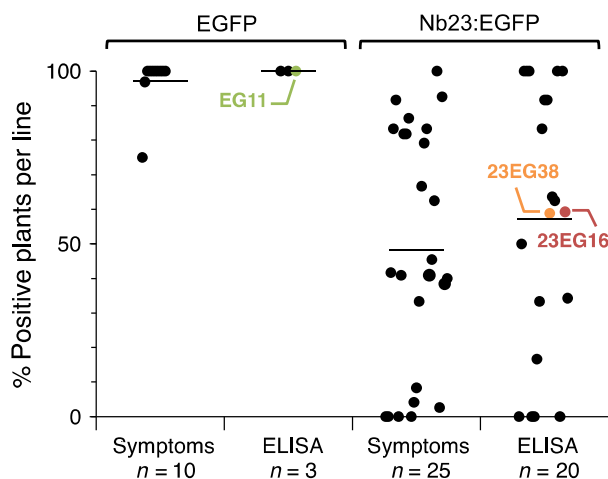 EGFP Nb23:EGFP
% Positive plants per line
100
EG11
23EG38
23EG16
50
0
Symptoms ELISA Symptoms ELISA
n = 10 n = 3 n = 25 n = 20